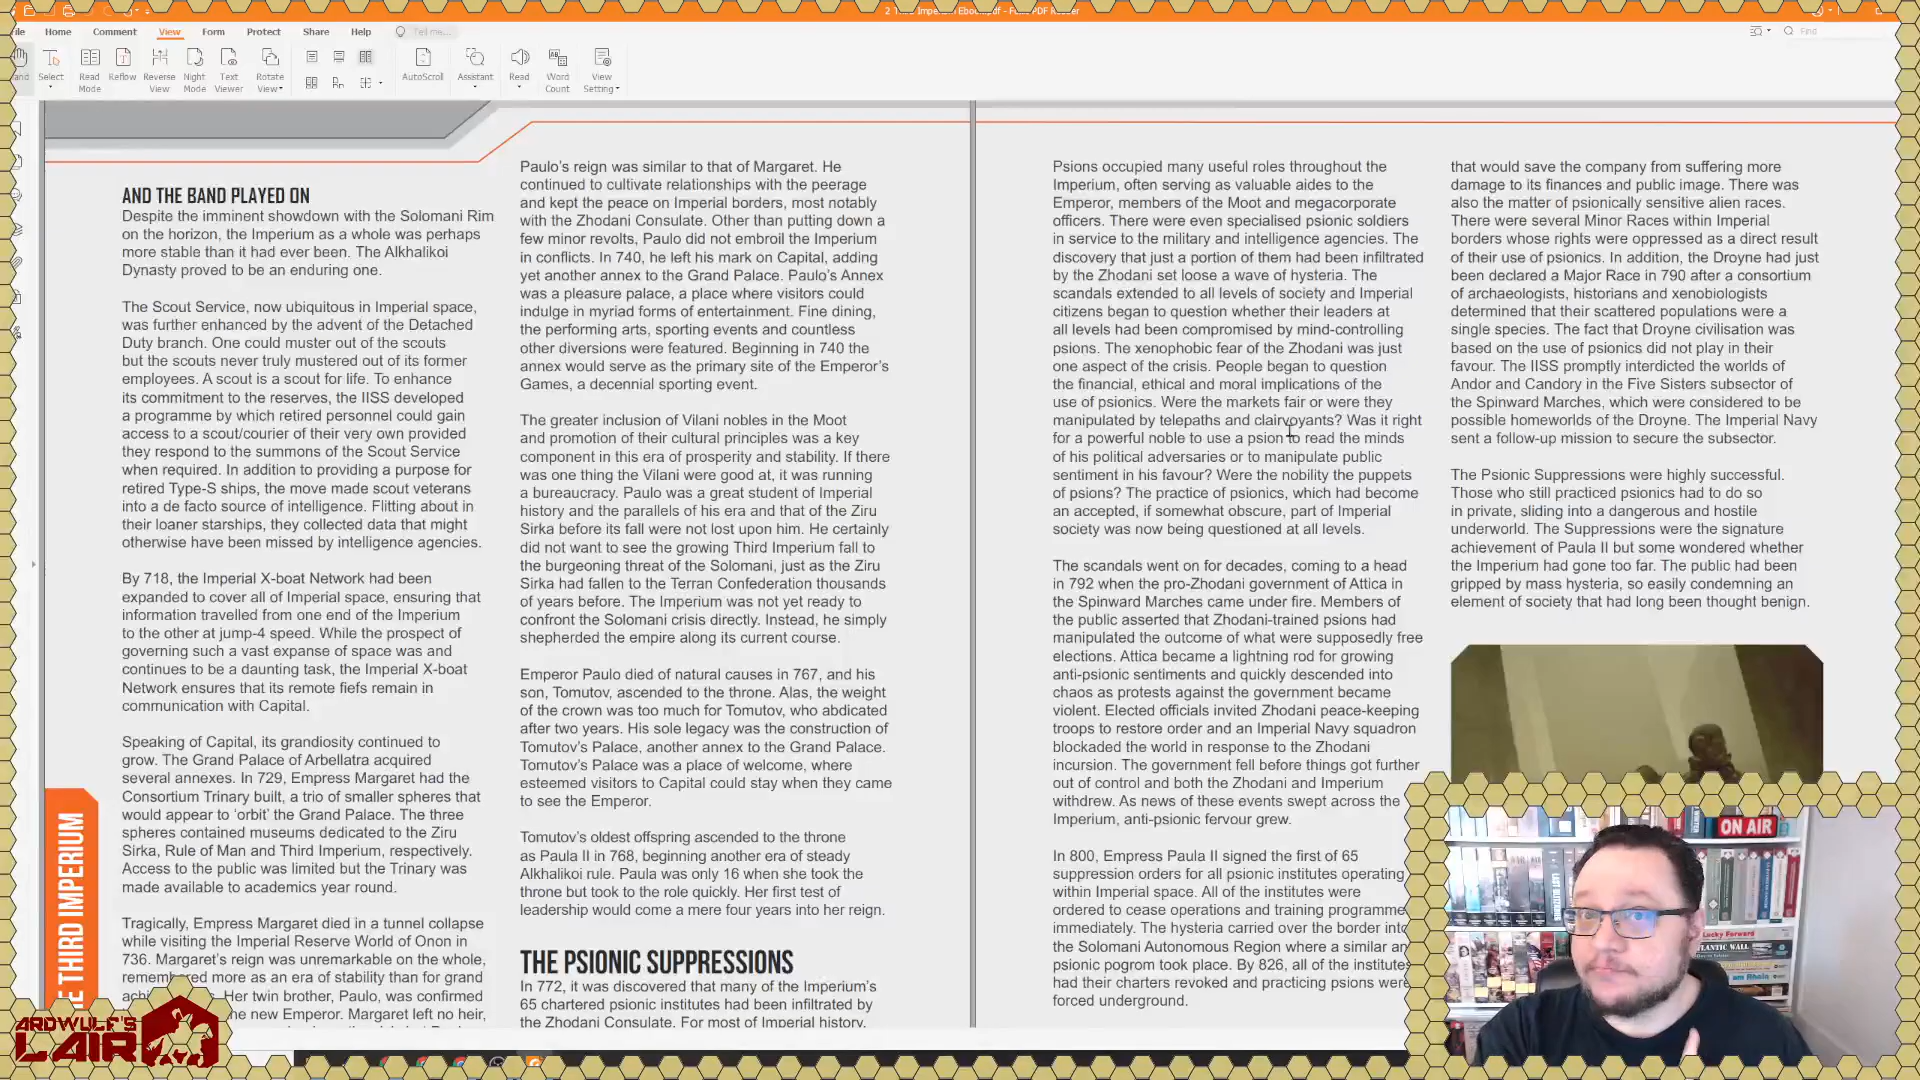 File
Home
Comment
View
Form
Protect
Share
Help
Tell me...
Find
Select
Read Mode
Reflow
Reverse View
Night Mode
Text Viewer
Rotate View
AutoScroll
Assistant
Read
Word Count
View Setting
AND THE BAND PLAYED ON
Despite the imminent showdown with the Solomani Rim
on the horizon, the Imperium as a whole was perhaps
more stable than it had ever been. The Alkhalikoi
Dynasty proved to be an enduring one.
The Scout Service, now ubiquitous in Imperial space,
was further enhanced by the advent of the Detached
Duty branch. One could muster out of the scouts
but the scouts never truly mustered out of its former
employees. A scout is a scout for life. To enhance
its commitment to the reserves, the IISS developed
a programme by which retired personnel could gain
access to a scout/courier of their very own provided
they respond to the summons of the Scout Service
when required. In addition to providing a purpose for
retired Type-S ships, the move made scout veterans
into a de facto source of intelligence. Flitting about in
their loaner starships, they collected data that might
otherwise have been missed by intelligence agencies.
By 718, the Imperial X-boat Network had been
expanded to cover all of Imperial space, ensuring that
information travelled from one end of the Imperium
to the other at jump-4 speed. While the prospect of
governing such a vast expanse of space was and
continues to be a daunting task, the Imperial X-boat
Network ensures that its remote fiefs remain in
communication with Capital.
Speaking of Capital, its grandiosity continued to
grow. The Grand Palace of Arbellatra acquired
several annexes. In 729, Empress Margaret had the
Consortium Trinary built, a trio of smaller spheres that
would appear to ‘orbit’ the Grand Palace. The three
spheres contained museums dedicated to the Ziru
Sirka, Rule of Man and Third Imperium, respectively.
Access to the public was limited but the Trinary was
made available to academics year round.
Tragically, Empress Margaret died in a tunnel collapse
while visiting the Imperial Reserve World of Onon in
736. Margaret’s reign was unremarkable on the whole,
remembered more as an era of stability than for grand
Her twin brother, Paulo, was confirmed
the new Emperor. Margaret left no heir,
Paulo’s reign was similar to that of Margaret. He
continued to cultivate relationships with the peerage
and kept the peace on Imperial borders, most notably
with the Zhodani Consulate. Other than putting down a
few minor revolts, Paulo did not embroil the Imperium
in conflicts. In 740, he left his mark on Capital, adding
yet another annex to the Grand Palace. Paulo’s Annex
was a pleasure palace, a place where visitors could
indulge in myriad forms of entertainment. Fine dining,
the performing arts, sporting events and countless
other diversions were featured. Beginning in 740 the
annex would serve as the primary site of the Emperor’s
Games, a decennial sporting event.
The greater inclusion of Vilani nobles in the Moot
and promotion of their cultural principles was a key
component in this era of prosperity and stability. If there
was one thing the Vilani were good at, it was running
a bureaucracy. Paulo was a great student of Imperial
history and the parallels of his era and that of the Ziru
Sirka before its fall were not lost upon him. He certainly
did not want to see the growing Third Imperium fall to
the burgeoning threat of the Solomani, just as the Ziru
Sirka had fallen to the Terran Confederation thousands
of years before. The Imperium was not yet ready to
confront the Solomani crisis directly. Instead, he simply
shepherded the empire along its current course.
Emperor Paulo died of natural causes in 767, and his
son, Tomutov, ascended to the throne. Alas, the weight
of the crown was too much for Tomutov, who abdicated
after two years. His sole legacy was the construction of
Tomutov’s Palace, another annex to the Grand Palace.
Tomutov’s Palace was a place of welcome, where
esteemed visitors to Capital could stay when they came
to see the Emperor.
Tomutov’s oldest offspring ascended to the throne
as Paula II in 768, beginning another era of steady
Alkhalikoi rule. Paula was only 16 when she took the
throne but took to the role quickly. Her first test of
leadership would come a mere four years into her reign.
THE PSIONIC SUPPRESSIONS
In 772, it was discovered that many of the Imperium’s
65 chartered psionic institutes had been infiltrated by
the Zhodani Consulate. For most of Imperial history,
Psions occupied many useful roles throughout the
Imperium, often serving as valuable aides to the
Emperor, members of the Moot and megacorporate
officers. There were even specialised psionic soldiers
in service to the military and intelligence agencies. The
discovery that just a portion of them had been infiltrated
by the Zhodani set loose a wave of hysteria. The
scandals extended to all levels of society and Imperial
citizens began to question whether their leaders at
all levels had been compromised by mind-controlling
psions. The xenophobic fear of the Zhodani was just
one aspect of the crisis. People began to question
the financial, ethical and moral implications of the
use of psionics. Were the markets fair or were they
manipulated by telepaths and clairvoyants? Was it right
for a powerful noble to use a psion to read the minds
of his political adversaries or to manipulate public
sentiment in his favour? Were the nobility the puppets
of psions? The practice of psionics, which had become
an accepted, if somewhat obscure, part of Imperial
society was now being questioned at all levels.
The scandals went on for decades, coming to a head
in 792 when the pro-Zhodani government of Attica in
the Spinward Marches came under fire. Members of
the public asserted that Zhodani-trained psions had
manipulated the outcome of what were supposedly free
elections. Attica became a lightning rod for growing
anti-psionic sentiments and quickly descended into
chaos as protests against the government became
violent. Elected officials invited Zhodani peace-keeping
troops to restore order and an Imperial Navy squadron
blockaded the world in response to the Zhodani
incursion. The government fell before things got further
out of control and both the Zhodani and Imperium
withdrew. As news of these events swept across the
Imperium, anti-psionic fervour grew.
In 800, Empress Paula II signed the first of 65
suppression orders for all psionic institutes operating
within Imperial space. All of the institutes were
ordered to cease operations and training programme
immediately. The hysteria carried over the border into
the Solomani Autonomous Region where a similar an
psionic pogrom took place. By 826, all of the institutes
had their charters revoked and practicing psions were
forced underground.
that would save the company from suffering more
damage to its finances and public image. There was
also the matter of psionically sensitive alien races.
There were several Minor Races within Imperial
borders whose rights were oppressed as a direct result
of their use of psionics. In addition, the Droyne had just
been declared a Major Race in 790 after a consortium
of archaeologists, historians and xenobiologists
determined that their scattered populations were a
single species. The fact that Droyne civilisation was
based on the use of psionics did not play in their
favour. The IISS promptly interdicted the worlds of
Andor and Candory in the Five Sisters subsector of
the Spinward Marches, which were considered to be
possible homeworlds of the Droyne. The Imperial Navy
sent a follow-up mission to secure the subsector.
The Psionic Suppressions were highly successful.
Those who still practiced psionics had to do so
in private, sliding into a dangerous and hostile
underworld. The Suppressions were the signature
achievement of Paula II but some wondered whether
the Imperium had gone too far. The public had been
gripped by mass hysteria, so easily condemning an
element of society that had long been thought benign.
THE THIRD IMPERIUM
ARDWULF'S
LAIR
ON AIR
ATLANTIC WALL